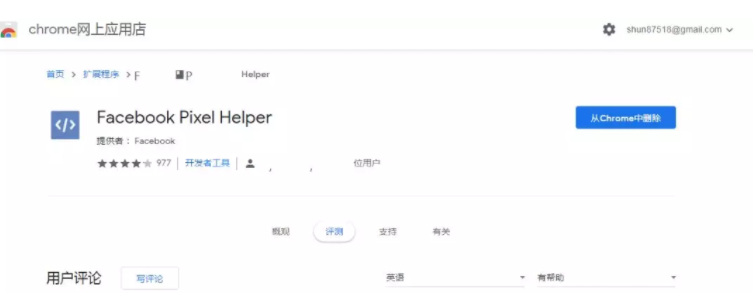 chrome网上应用店
shun87518@gmail.com
首页 > 扩展程序 > F P Helper
</>
Facebook Pixel Helper
从Chrome中删除
提供者： Facebook
977 | 开发者工具 | , , 位用户
概观 评测 支持 有关
用户评论 写评论 英语 有帮助